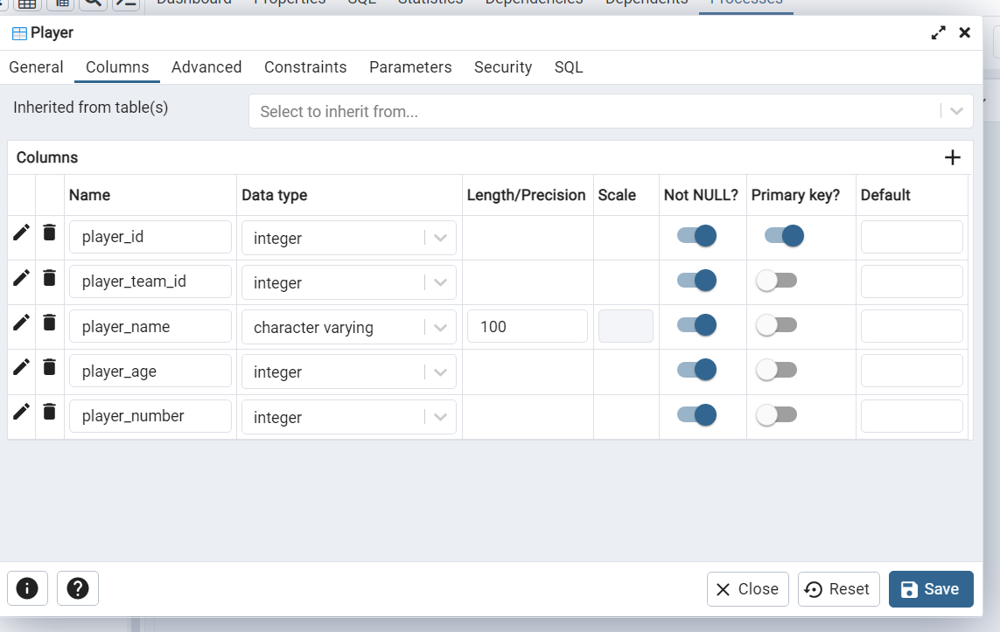 Dashboard Properties SQL Statistics Dependencies Dependents Processes
Player
General Columns Advanced Constraints Parameters Security SQL
Inherited from table(s) Select to inherit from...
Columns
Name Data type Length/Precision Scale Not NULL? Primary key? Default
player_id integer
player_team_id integer
player_name character varying 100
player_age integer
player_number integer
Close Reset Save